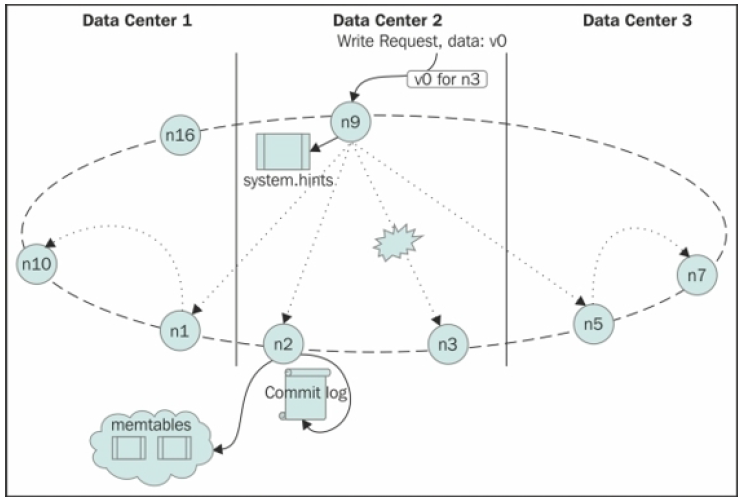 Data Center 1
Data Center 2
Data Center 3
Write Request, data: v0
v0 for n3
n9
n16
system.hints
n10
n7
n1
n5
n2
n3
Commit log
memtables